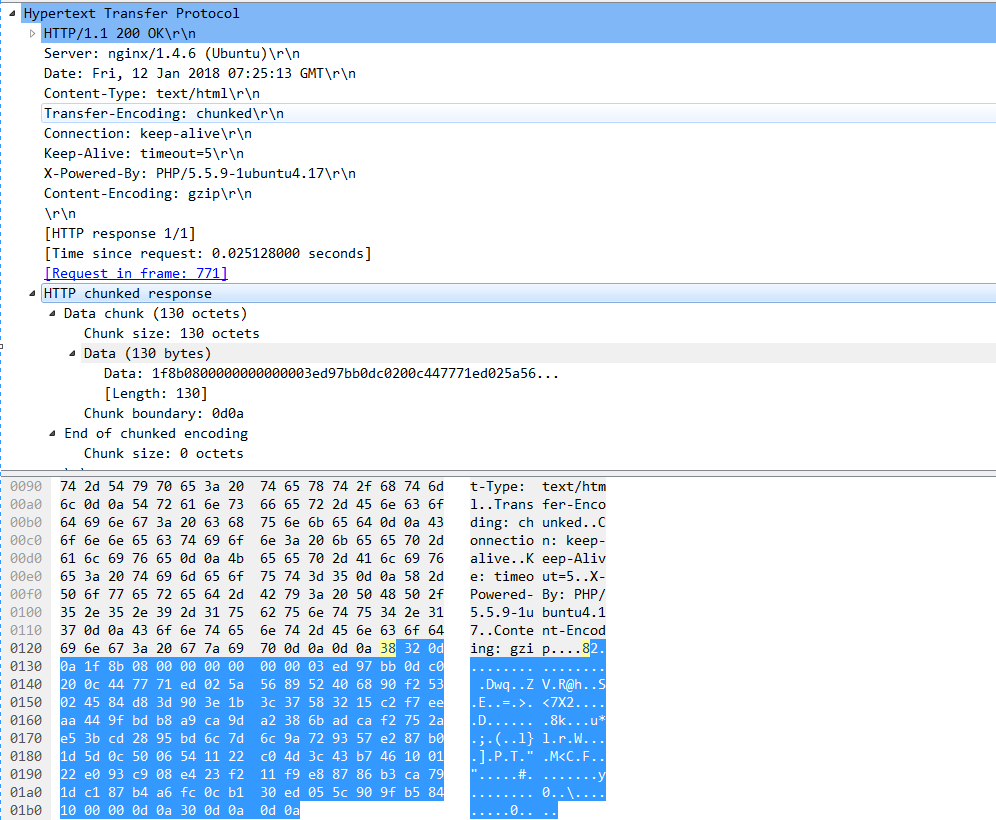 Hypertext Transfer Protocol
HTTP/1.1 200 OK\r\n
Server: nginx/1.4.6 (Ubuntu)\r\n
Date: Fri, 12 Jan 2018 07:25:13 GMT\r\n
Content-Type: text/html\r\n
Transfer-Encoding: chunked\r\n
Connection: keep-alive\r\n
Keep-Alive: timeout=5\r\n
X-Powered-By: PHP/5.5.9-1ubuntu4.17\r\n
Content-Encoding: gzip\r\n
\r\n
[HTTP response 1/1]
[Time since request: 0.025128000 seconds]
[Request in frame: 771]
HTTP chunked response
Data chunk (130 octets)
Chunk size: 130 octets
Data (130 bytes)
Data: 1f8b0800000000000003ed97bb0dc0200c447771ed025a56...
[Length: 130]
Chunk boundary: 0d0a
End of chunked encoding
Chunk size: 0 octets
0090 74 2d 54 79 70 65 3a 20 74 65 78 74 2f 68 74 6d t-Type: text/htm
00a0 6c 0d 0a 54 72 61 6e 73 66 65 72 2d 45 6e 63 6f l..Trans fer-Enco
00b0 64 69 6e 67 3a 20 63 68 75 6e 6b 65 64 0d 0a 43 ding: ch unked..C
00c0 6f 6e 6e 65 63 74 69 6f 6e 3a 20 6b 65 65 70 2d onnectio n: keep-
00d0 61 6c 69 76 65 0d 0a 4b 65 65 70 2d 41 6c 69 76 alive..K eep-Aliv
00e0 65 3a 20 74 69 6d 65 6f 75 74 3d 35 0d 0a 58 2d e: timeo ut=5..X-
00f0 50 6f 77 65 72 65 64 2d 42 79 3a 20 50 48 50 2f Powered- By: PHP/
0100 35 2e 35 2e 39 2d 31 75 62 75 6e 74 75 34 2e 31 5.5.9-1u buntu4.1
0110 37 0d 0a 43 6f 6e 74 65 6e 74 2d 45 6e 63 6f 64 7..Conte nt-Encod
0120 69 6e 67 3a 20 67 7a 69 70 0d 0a 0d 0a 38 32 0d ing: gzi p....82.
0130 0a 1f 8b 08 00 00 00 00 00 00 03 ed 97 bb 0d c0 ........ ........
0140 20 0c 44 77 71 ed 02 5a 56 89 52 40 68 90 f2 53 .Dwq..Z V.R@h..S
0150 02 45 84 d8 3d 90 3e 1b 3c 37 58 32 15 c2 f7 ee .E..=.>. <7X2....
0160 aa 44 9f bd b8 a9 ca 9d a2 38 6b ad ca f2 75 2a .D...... .8k...u*
0170 e5 3b cd 28 95 bd 6c 7d 6c 9a 72 93 57 e2 87 b0 .;.(..l} l.r.W...
0180 1d 5d 0c 50 06 54 11 22 c0 4d 3c 43 b7 46 10 01 .].P.T." .M<C.F..
0190 22 e0 93 c9 08 e4 23 f2 11 f9 e8 87 86 b3 ca 79 ".....#. .......y
01a0 1d c1 87 b4 a6 fc 0c b1 30 ed 05 5c 90 9f b5 84 ........ 0..\....
01b0 10 00 00 0d 0a 30 0d 0a 0d 0a .....0.. ..